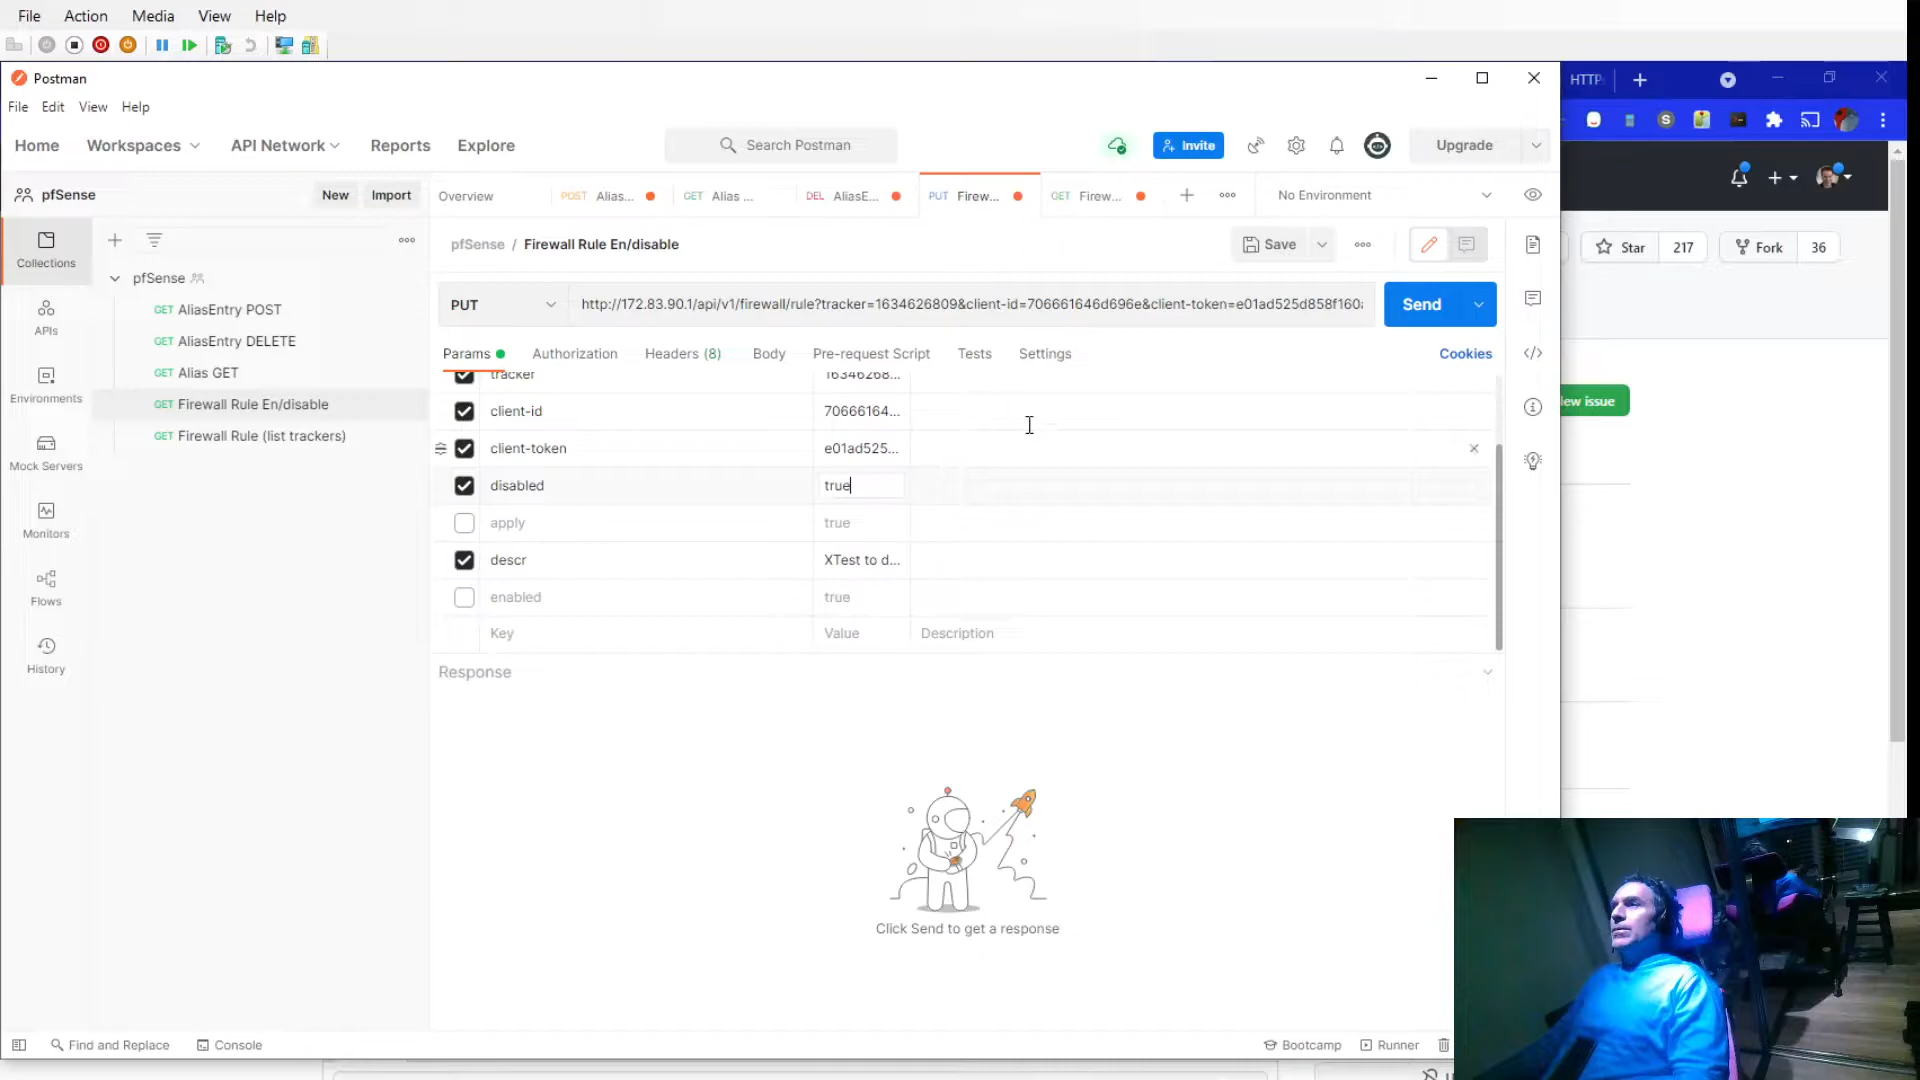 File Action Media View Help
Postman
HTTP
File Edit View Help
Home Workspaces API Network Reports Explore Search Postman Invite Upgrade
pfSense New Import Overview POST Alias... GET Alias ... DEL AliasE... PUT Firew... GET Firew... No Environment
Collections
APIs
Environments
Mock Servers
Monitors
Flows
History
pfSense
GET AliasEntry POST
GET AliasEntry DELETE
GET Alias GET
GET Firewall Rule En/disable
GET Firewall Rule (list trackers)
pfSense / Firewall Rule En/disable Save
Star 217 Fork 36
PUT http://172.83.90.1/api/v1/firewall/rule?tracker=1634626809&client-id=706661646d696e&client-token=e01ad525d858f160 Send
Params Authorization Headers (8) Body Pre-request Script Tests Settings Cookies
tracker 16346268...
client-id 70666164...
client-token e01ad525...
disabled true
apply true
descr XTest to d...
enabled true
Key Value Description
issue
Response
Click Send to get a response
Find and Replace Console Bootcamp Runner